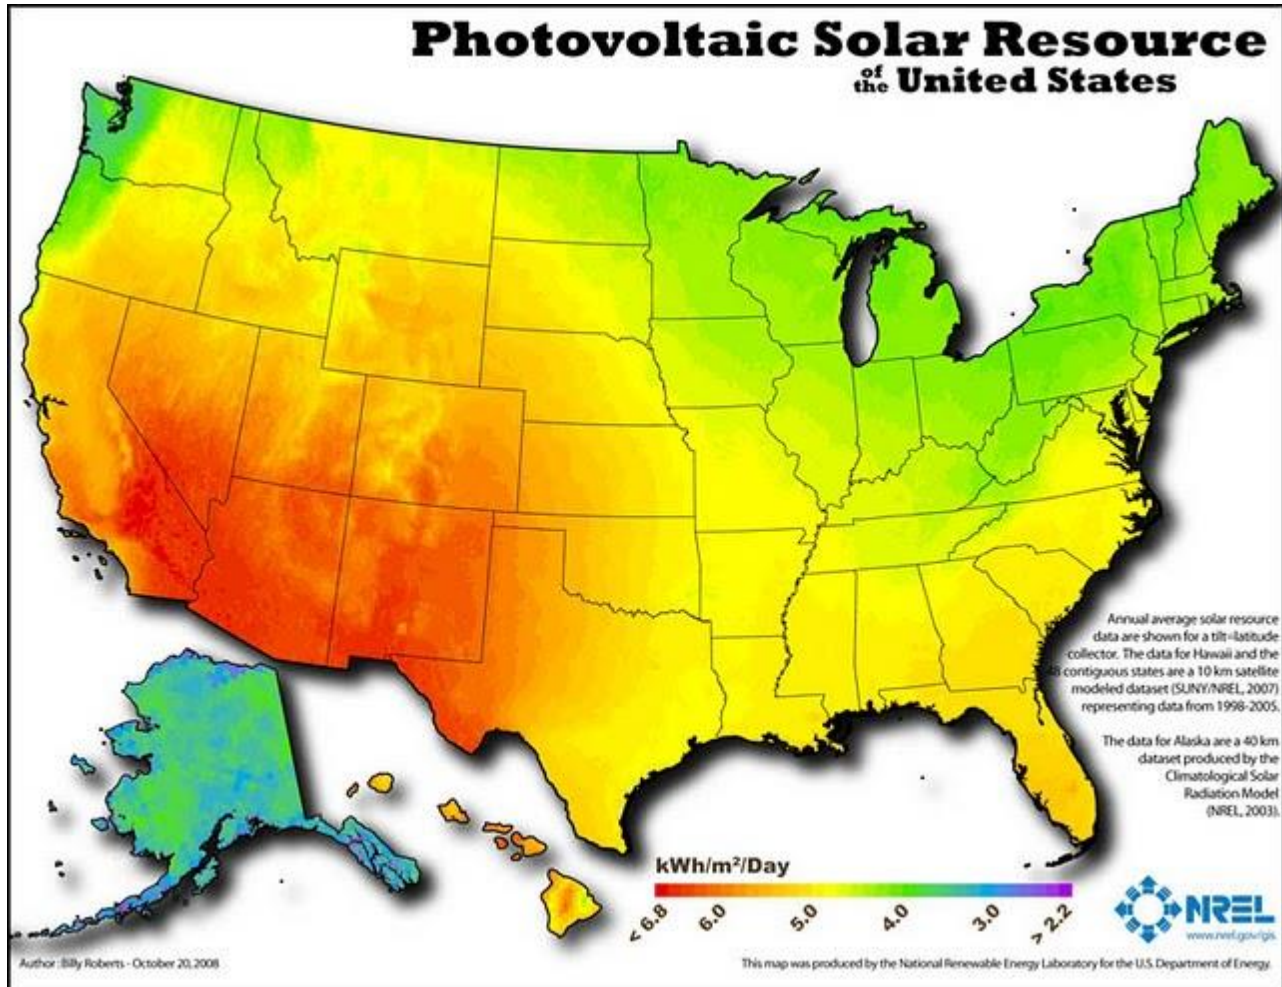 Photovoltaic Solar Resource
of the United States
Annual average solar resource
data are shown for a tilt=latitude
collector. The data for Hawaii and the
48 contiguous states are a 10 km satellite
modeled dataset (SUNY/NREL, 2007)
representing data from 1998-2005.
The data for Alaska are a 40 km
dataset produced by the
Climatological Solar
Radiation Model
(NREL, 2003).
kWh/m²/Day
< 6.8
6.0
5.0
4.0
3.0
> 2.2
NREL
www.nrel.gov/gis
Author : Billy Roberts - October 20, 2008
This map was produced by the National Renewable Energy Laboratory for the U.S. Department of Energy.